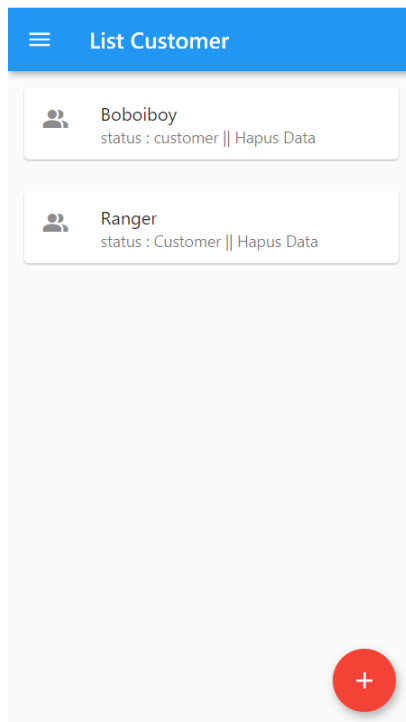 List Customer
Boboiboy
status : customer || Hapus Data
Ranger
status : Customer || Hapus Data